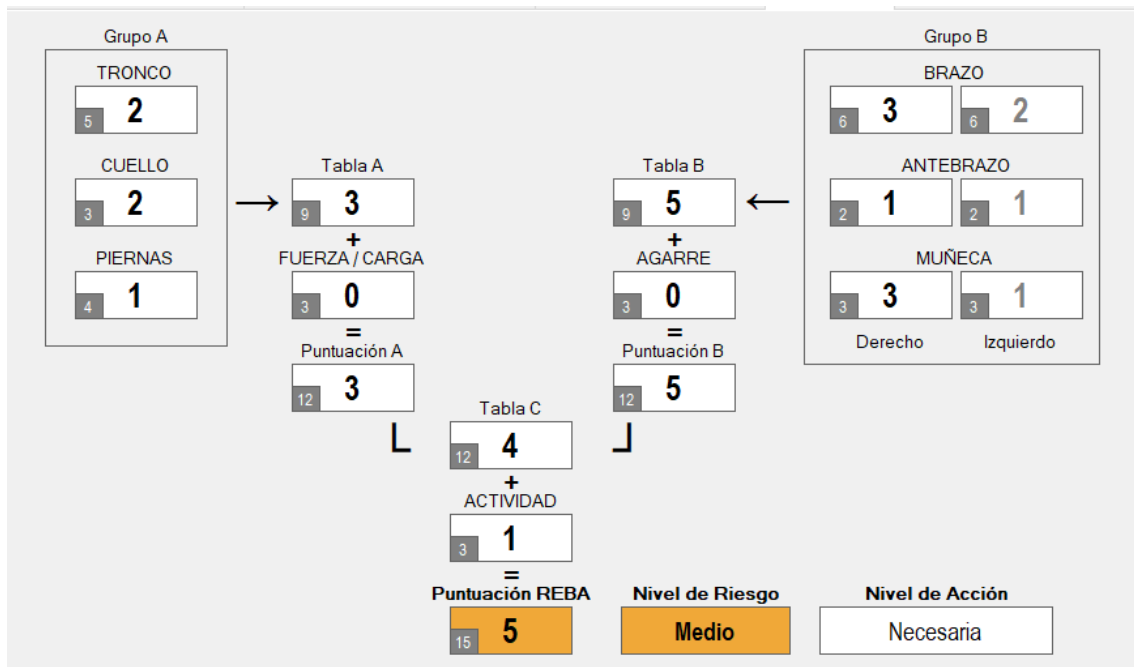 Grupo A
Grupo B
TRONCO
BRAZO
5 2
6 3
6 2
CUELLO
Tabla A
Tabla B
ANTEBRAZO
3 2
→
9 3
9 5
←
2 1
2 1
+
+
PIERNAS
FUERZA / CARGA
AGARRE
MUÑECA
4 1
3 0
3 0
3 3
3 1
=
=
Derecho
Izquierdo
Puntuación A
Puntuación B
12 3
12 5
Tabla C
12 4
+
ACTIVIDAD
3 1
=
Puntuación REBA
Nivel de Riesgo
Nivel de Acción
15 5
Medio
Necesaria